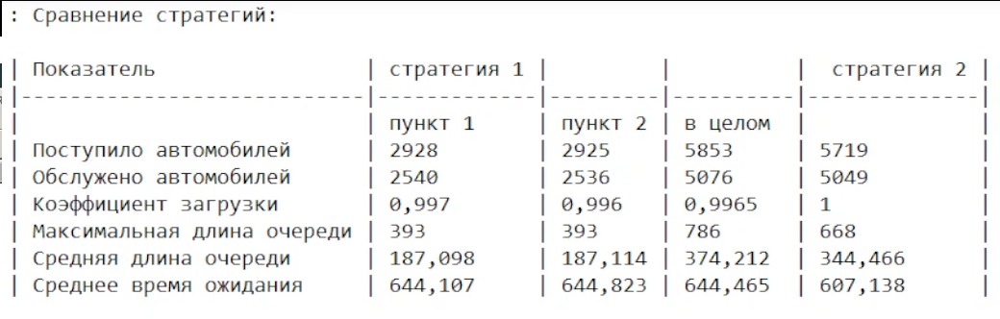 : Сравнение стратегий:
| Показатель | стратегия 1 | | | стратегия 2 |
|----------------------------|-------------|---------|----------|--------------|
| | пункт 1 | пункт 2 | в целом | |
| Поступило автомобилей | 2928 | 2925 | 5853 | 5719 |
| Обслужено автомобилей | 2540 | 2536 | 5076 | 5049 |
| Коэффициент загрузки | 0,997 | 0,996 | 0,9965 | 1 |
| Максимальная длина очереди | 393 | 393 | 786 | 668 |
| Средняя длина очереди | 187,098 | 187,114 | 374,212 | 344,466 |
| Среднее время ожидания | 644,107 | 644,823 | 644,465 | 607,138 |